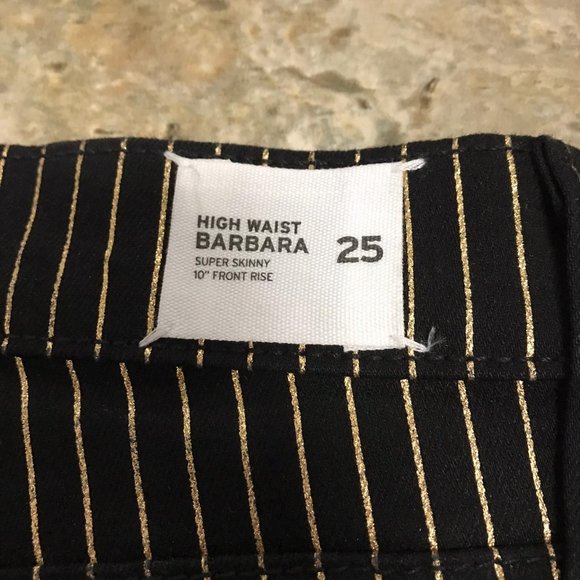 HIGH WAIST
BARBARA 25
SUPER SKINNY
10" FRONT RISE